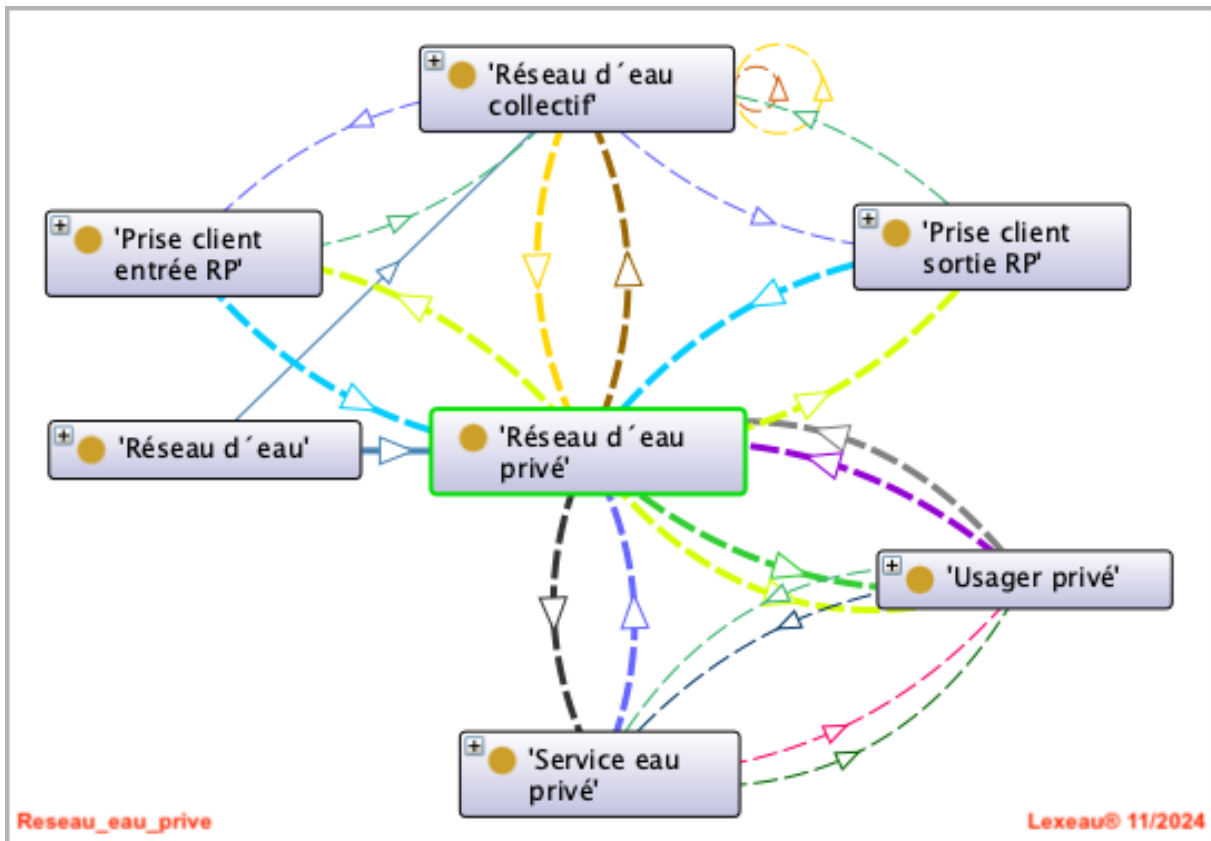 'Réseau d´eau
collectif'
'Prise client
entrée RP'
'Prise client
sortie RP'
'Réseau d´eau'
'Réseau d´eau
privé'
'Usager privé'
'Service eau
privé'
Reseau_eau_prive
Lexeau® 11/2024